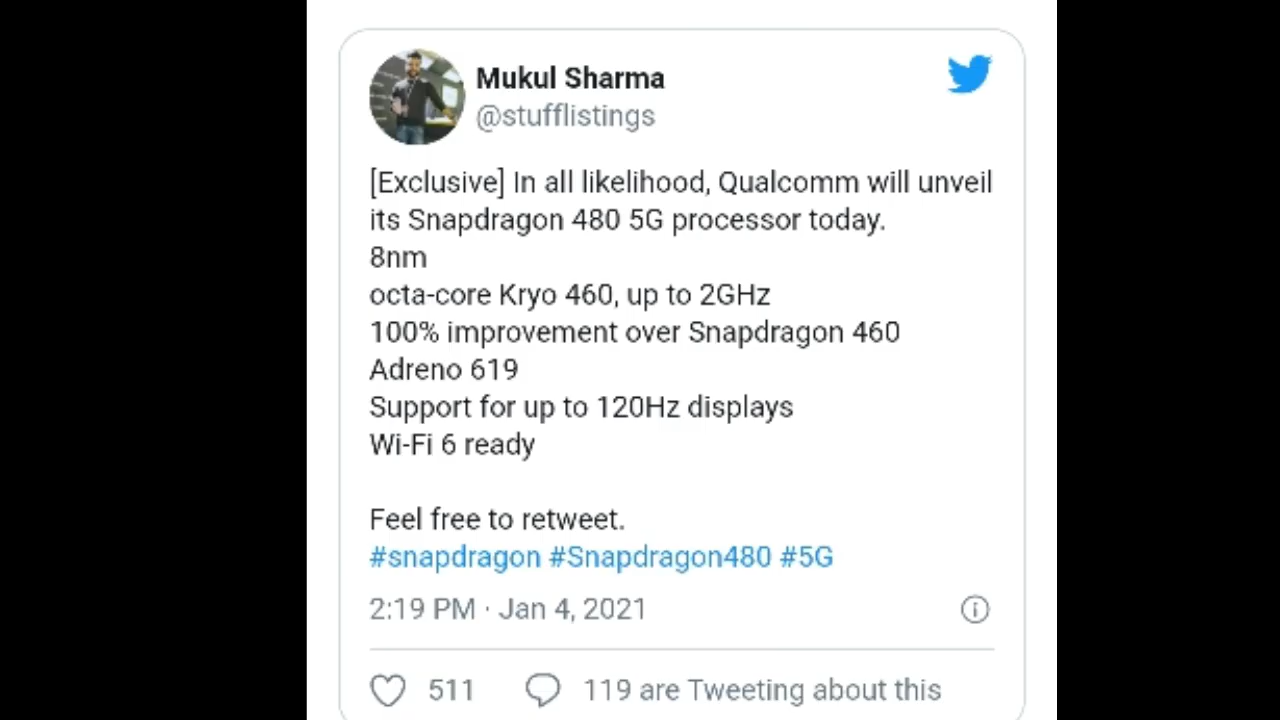 Mukul Sharma
@stufflistings
[Exclusive] In all likelihood, Qualcomm will unveil
its Snapdragon 480 5G processor today.
8nm
octa-core Kryo 460, up to 2GHz
100% improvement over Snapdragon 460
Adreno 619
Support for up to 120Hz displays
Wi-Fi 6 ready
Feel free to retweet.
#snapdragon #Snapdragon480 #5G
2:19 PM · Jan 4, 2021
511 119 are Tweeting about this